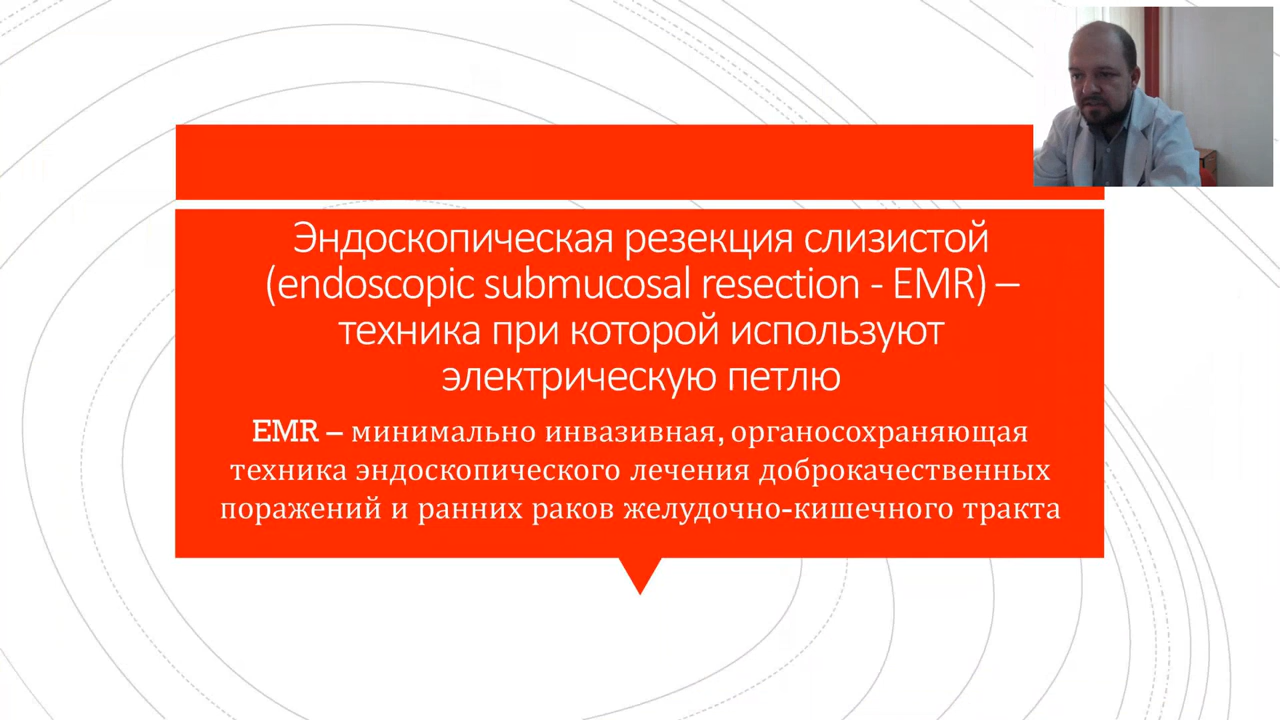 Эндоскопическая резекция слизистой
(endoscopic submucosal resection - EMR) –
техника при которой используют
электрическую петлю
EMR – минимально инвазивная, органосохраняющая
техника эндоскопического лечения доброкачественных
поражений и ранних раков желудочно-кишечного тракта